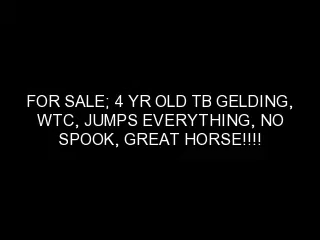 FOR SALE; 4 YR OLD TB GELDING,
WTC, JUMPS EVERYTHING, NO
SPOOK, GREAT HORSE!!!!